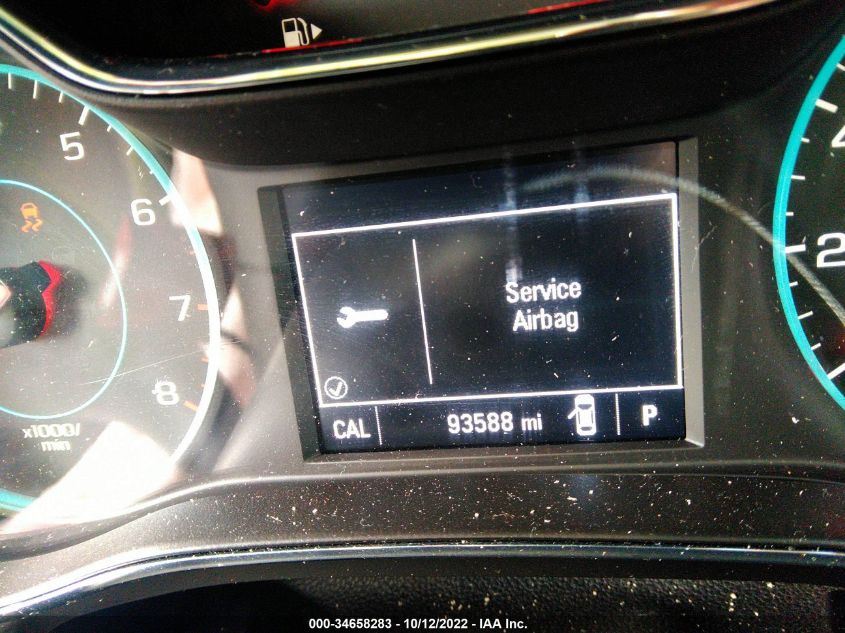 5
6
7
8
x1000/
min
4
2
Service
Airbag
CAL 93588 mi P
000-34658283 - 10/12/2022 - IAA Inc.